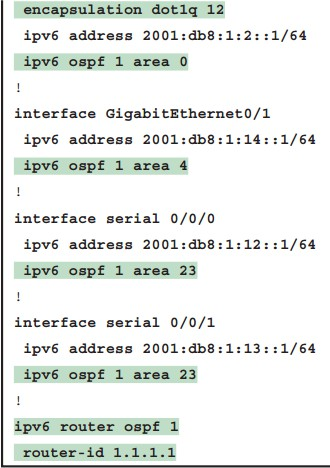 encapsulation dot1q 12
ipv6 address 2001:db8:1:2::1/64
ipv6 ospf 1 area 0
!
interface GigabitEthernet0/1
ipv6 address 2001:db8:1:14::1/64
ipv6 ospf 1 area 4
!
interface serial 0/0/0
ipv6 address 2001:db8:1:12::1/64
ipv6 ospf 1 area 23
!
interface serial 0/0/1
ipv6 address 2001:db8:1:13::1/64
ipv6 ospf 1 area 23
!
ipv6 router ospf 1
router-id 1.1.1.1